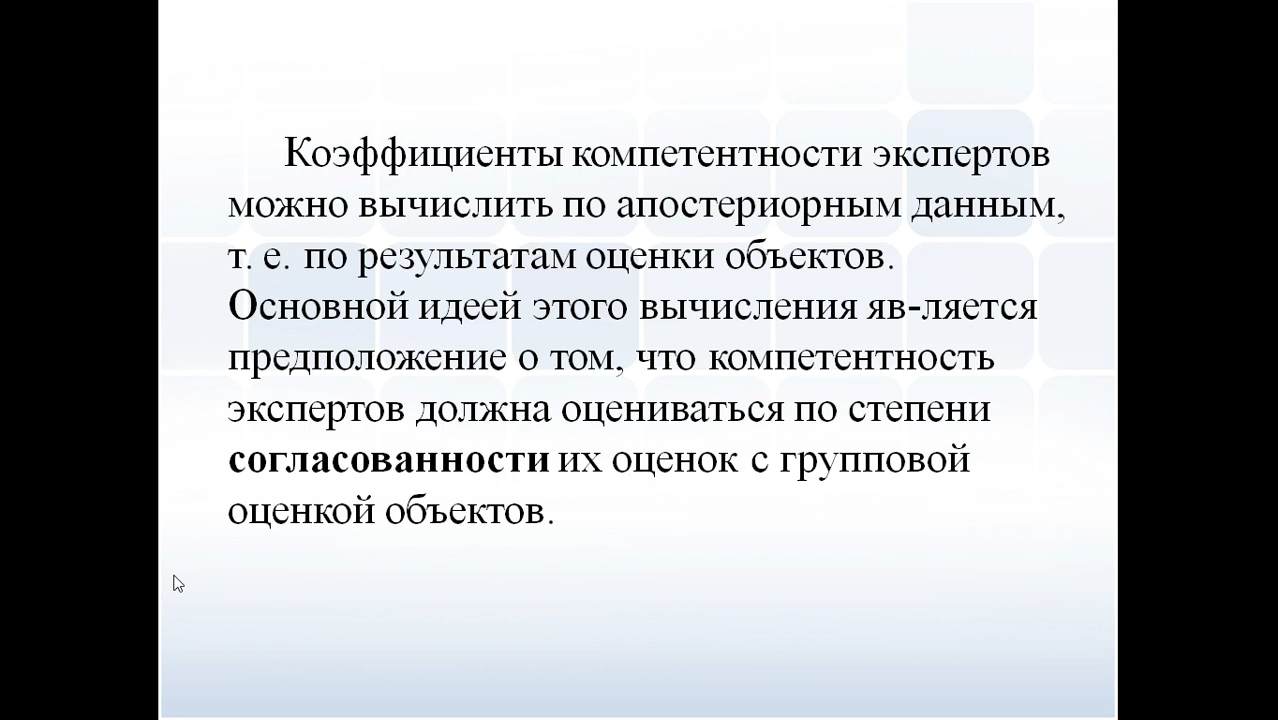 Коэффициенты компетентности экспертов
можно вычислить по апостериорным данным,
т. е. по результатам оценки объектов.
Основной идеей этого вычисления яв-ляется
предположение о том, что компетентность
экспертов должна оцениваться по степени
согласованности их оценок с групповой
оценкой объектов.